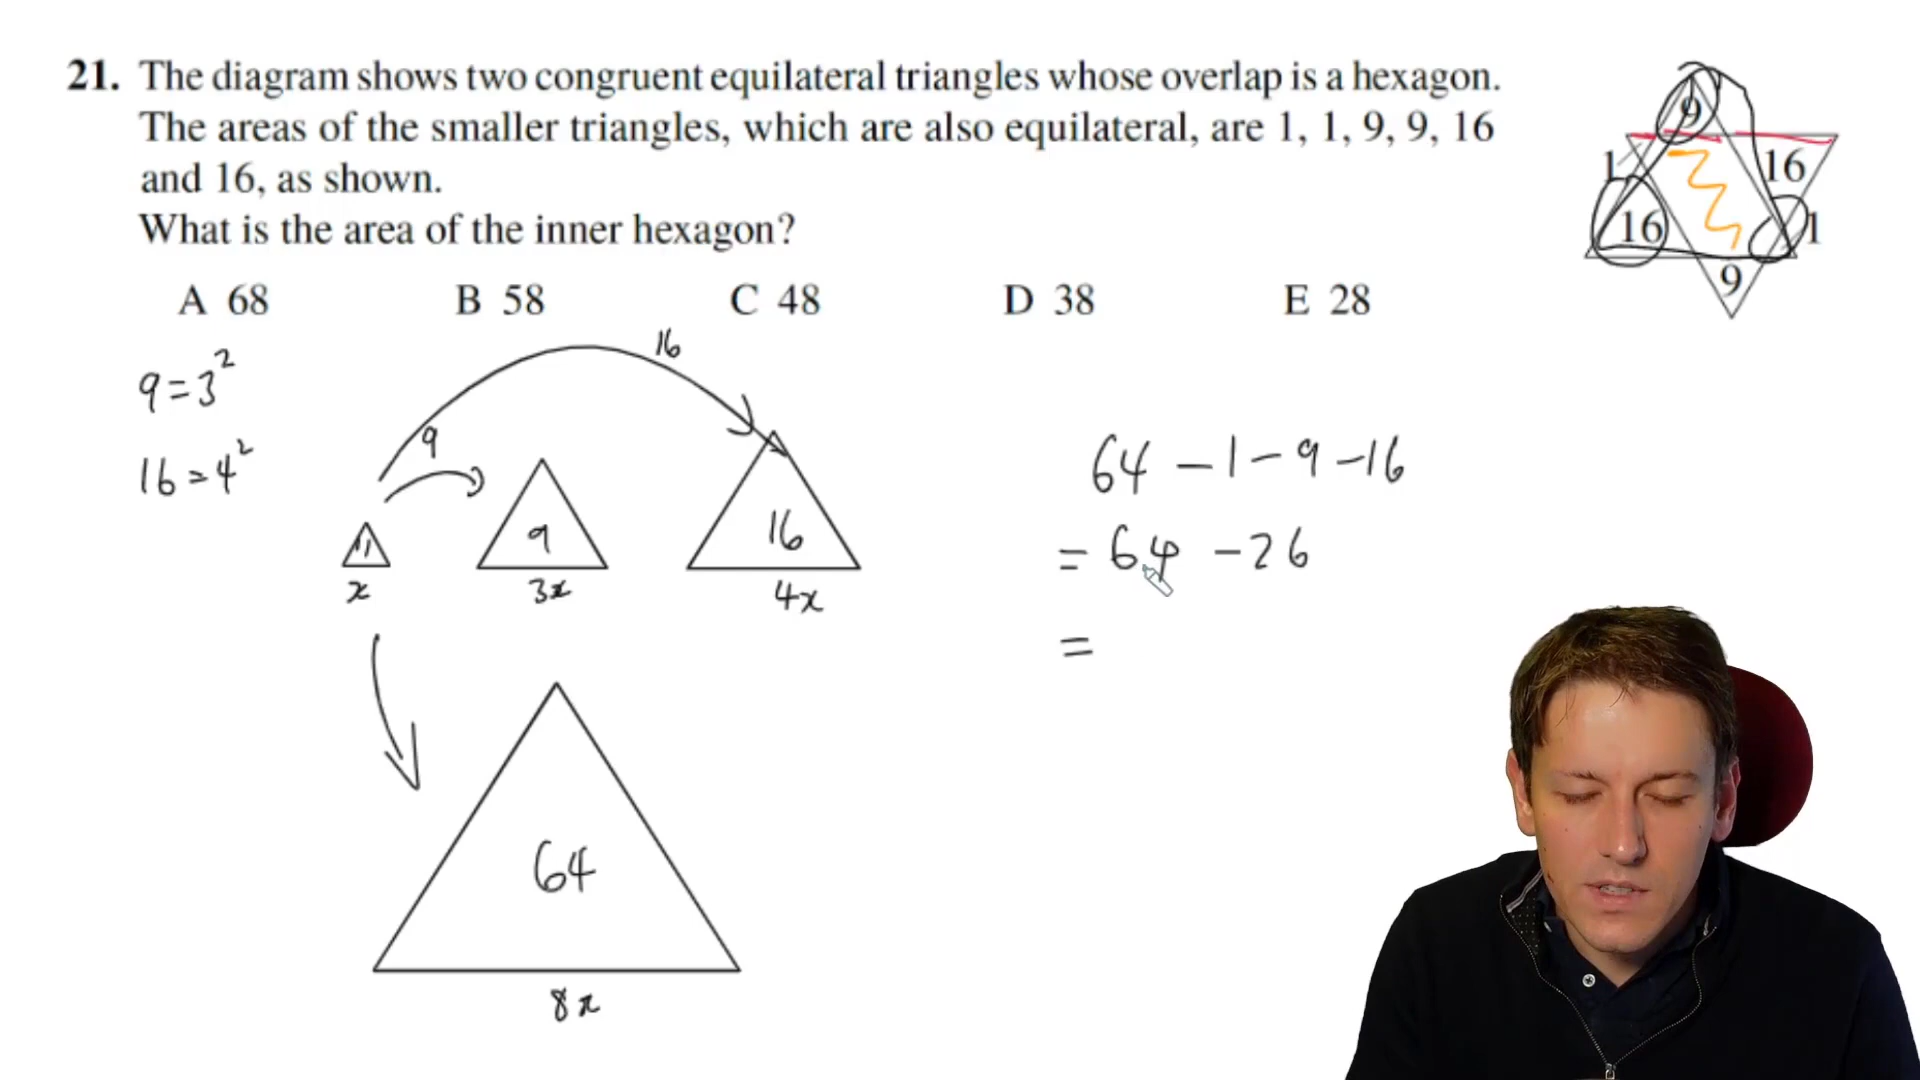 21. The diagram shows two congruent equilateral triangles whose overlap is a hexagon.
The areas of the smaller triangles, which are also equilateral, are 1, 1, 9, 9, 16
and 16, as shown.
What is the area of the inner hexagon?
A 68 B 58 C 48 D 38 E 28
9
1 16
16 1
9
9 = 3²
16 = 4²
16
9
1 9 16
x 3x 4x
64
8x
64 - 1 - 9 - 16
= 64 - 26
=